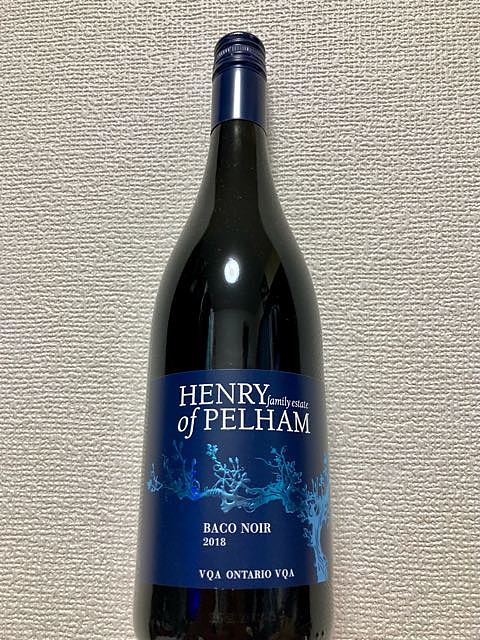 HENRY
family estate
of PELHAM
BACO NOIR
2018
VQA ONTARIO VQA